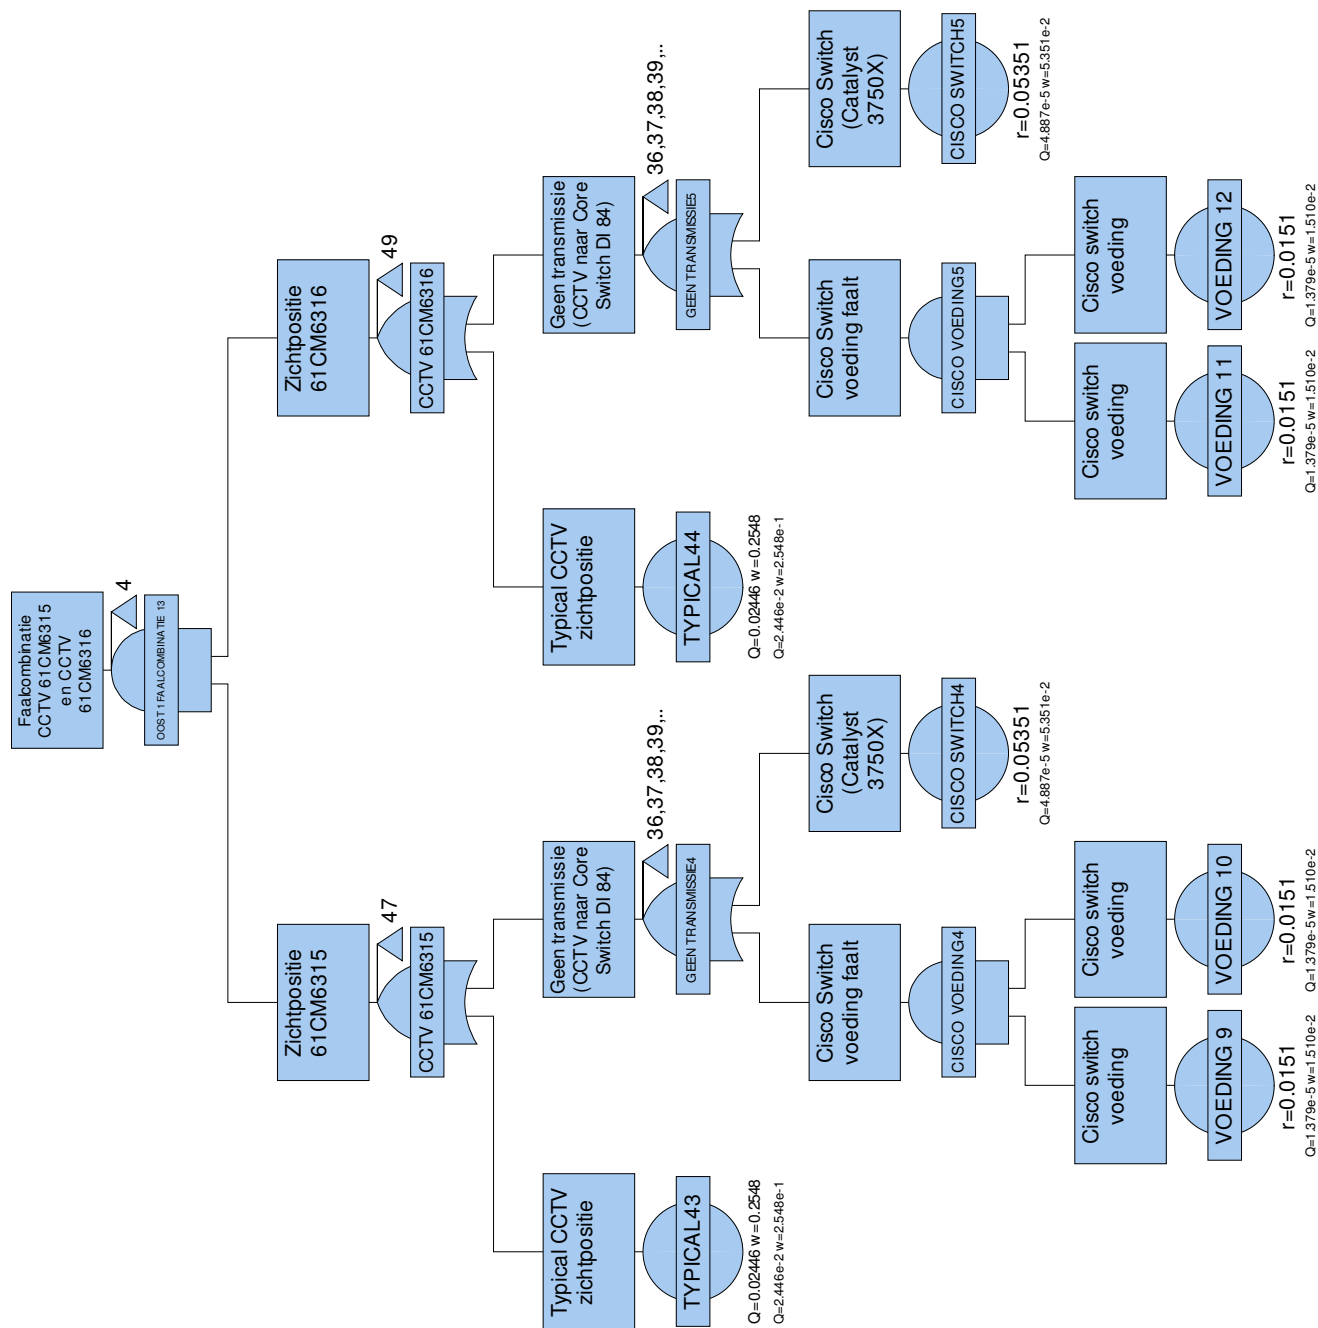 Faalcombinatie
CCTV 61CM6315
en CCTV
61CM6316
4
OOST 1 FAALCOMBINATIE 13
Zichtpositie
61CM6315
47
CCTV 61CM6315
Zichtpositie
61CM6316
49
CCTV 61CM6316
Typical CCTV
zichtpositie
TYPICAL43
Q=0.02446 w=0.2548
Q=2.446e-2 w=2.548e-1
Geen transmissie
(CCTV naar Core
Switch DI 84)
36,37,38,39,..
GEEN TRANSMISSIE4
Typical CCTV
zichtpositie
TYPICAL44
Q=0.02446 w=0.2548
Q=2.446e-2 w=2.548e-1
Geen transmissie
(CCTV naar Core
Switch DI 84)
36,37,38,39,..
GEEN TRANSMISSIE5
Cisco Switch
voeding faalt
CISCO VOEDING4
Cisco Switch
(Catalyst
3750X)
CISCO SWITCH4
r=0.05351
Q=4.887e-5 w=5.351e-2
Cisco Switch
voeding faalt
CISCO VOEDING5
Cisco Switch
(Catalyst
3750X)
CISCO SWITCH5
r=0.05351
Q=4.887e-5 w=5.351e-2
Cisco switch
voeding
VOEDING 9
r=0.0151
Q=1.379e-5 w=1.510e-2
Cisco switch
voeding
VOEDING 10
r=0.0151
Q=1.379e-5 w=1.510e-2
Cisco switch
voeding
VOEDING 11
r=0.0151
Q=1.379e-5 w=1.510e-2
Cisco switch
voeding
VOEDING 12
r=0.0151
Q=1.379e-5 w=1.510e-2